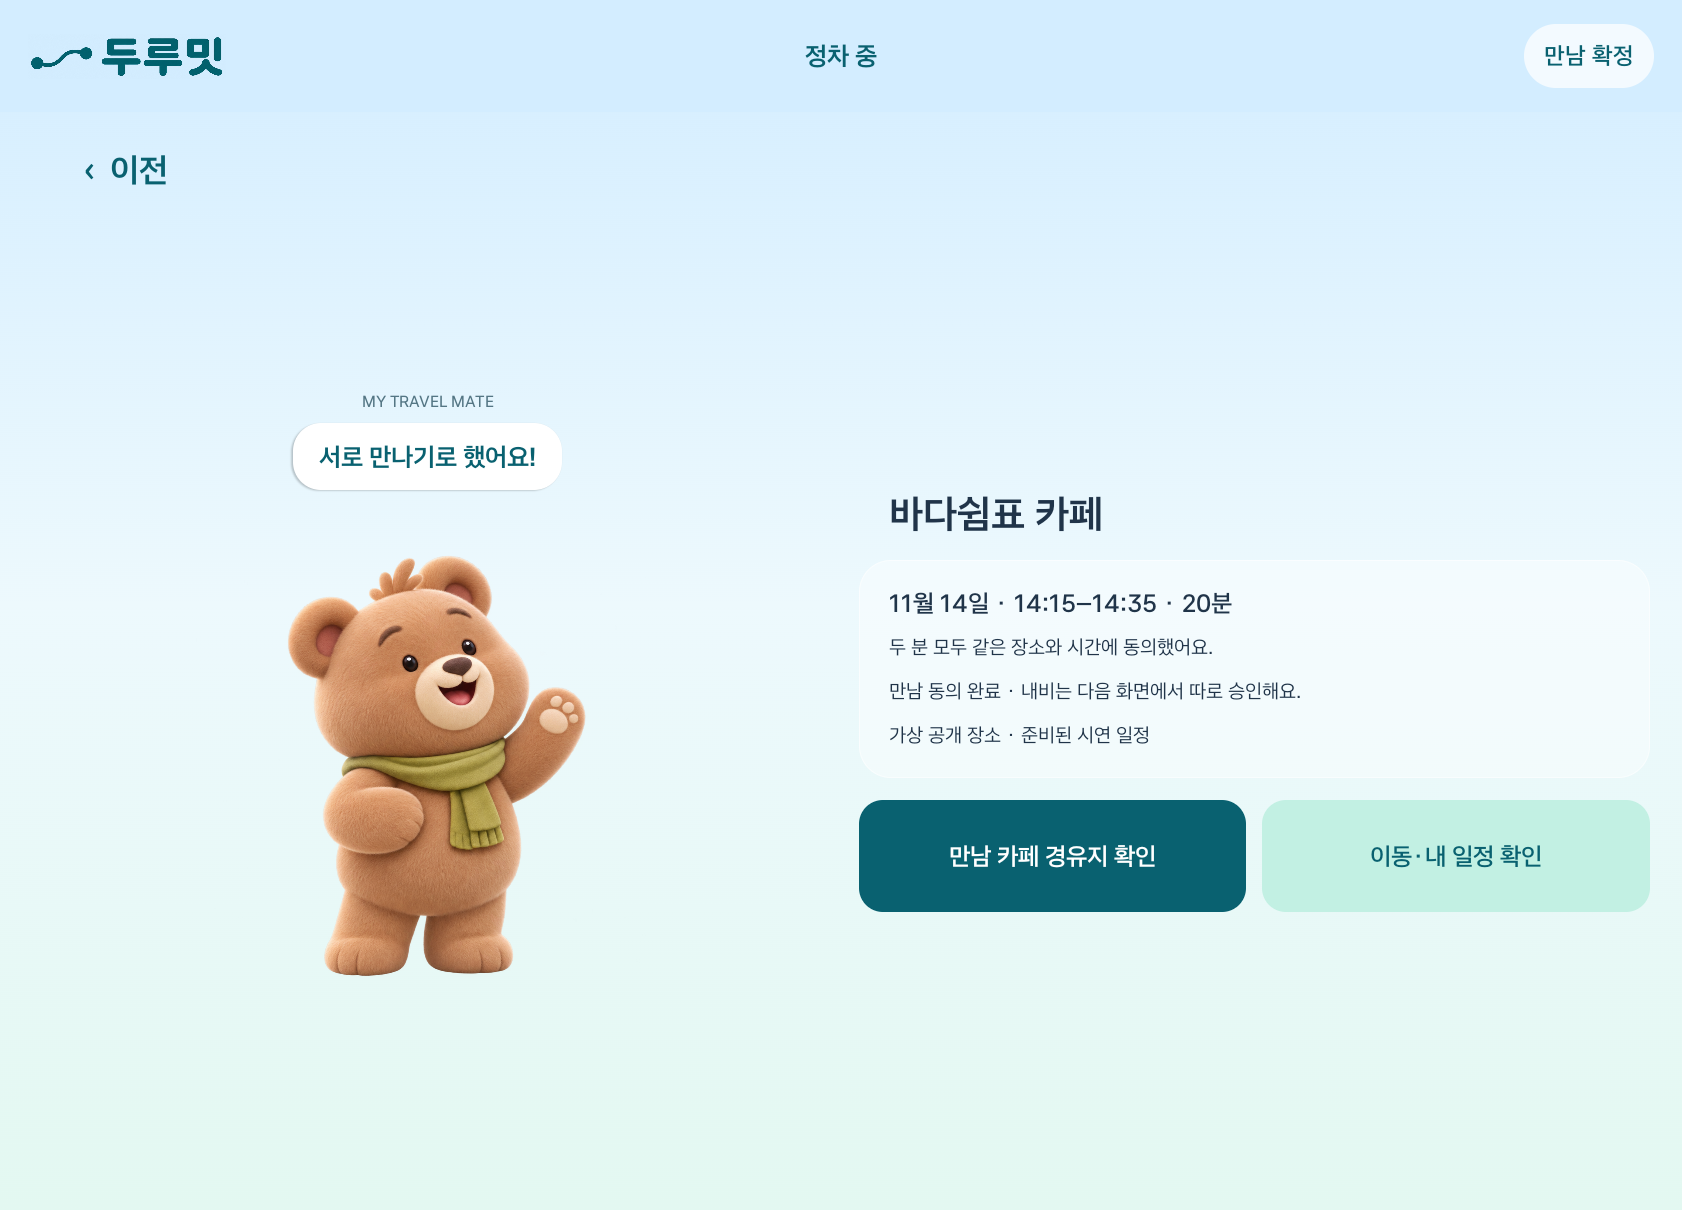 두루밋
정차 중
만남 확정
‹ 이전
MY TRAVEL MATE
서로 만나기로 했어요!
바다쉼표 카페
11월 14일 · 14:15–14:35 · 20분
두 분 모두 같은 장소와 시간에 동의했어요.
만남 동의 완료 · 내비는 다음 화면에서 따로 승인해요.
가상 공개 장소 · 준비된 시연 일정
만남 카페 경유지 확인
이동·내 일정 확인